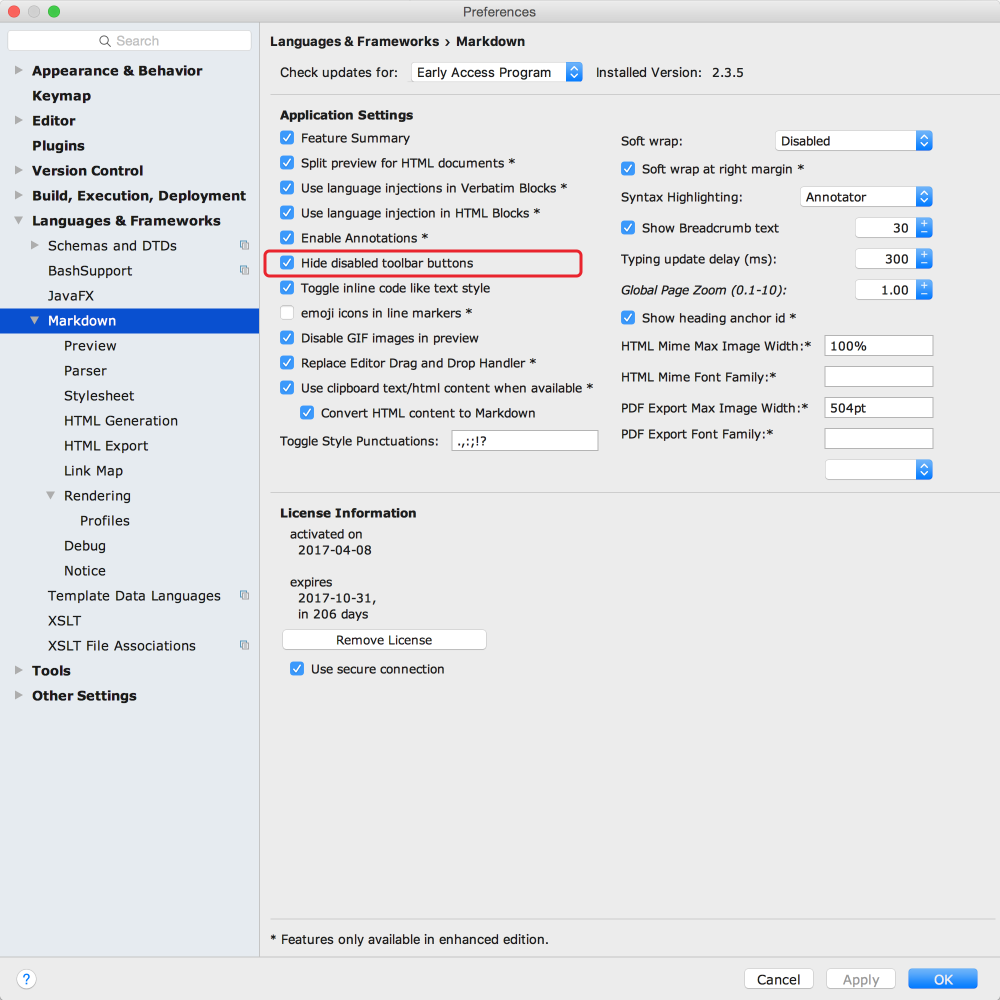 Preferences
Search
Appearance & Behavior
Keymap
Editor
Plugins
Version Control
Build, Execution, Deployment
Languages & Frameworks
Schemas and DTDs
BashSupport
JavaFX
Markdown
Preview
Parser
Stylesheet
HTML Generation
HTML Export
Link Map
Rendering
Profiles
Debug
Notice
Template Data Languages
XSLT
XSLT File Associations
Tools
Other Settings
Languages & Frameworks › Markdown
Check updates for: Early Access Program Installed Version: 2.3.5
Application Settings
Feature Summary
Split preview for HTML documents *
Use language injections in Verbatim Blocks *
Use language injection in HTML Blocks *
Enable Annotations *
Hide disabled toolbar buttons
Toggle inline code like text style
emoji icons in line markers *
Disable GIF images in preview
Replace Editor Drag and Drop Handler *
Use clipboard text/html content when available *
Convert HTML content to Markdown
Toggle Style Punctuations: .,:;!?
Soft wrap: Disabled
Soft wrap at right margin *
Syntax Highlighting: Annotator
Show Breadcrumb text 30
Typing update delay (ms): 300
Global Page Zoom (0.1-10): 1.00
Show heading anchor id *
HTML Mime Max Image Width:* 100%
HTML Mime Font Family:*
PDF Export Max Image Width:* 504pt
PDF Export Font Family:*
License Information
activated on
2017-04-08
expires
2017-10-31,
in 206 days
Remove License
Use secure connection
* Features only available in enhanced edition.
?
Cancel Apply OK